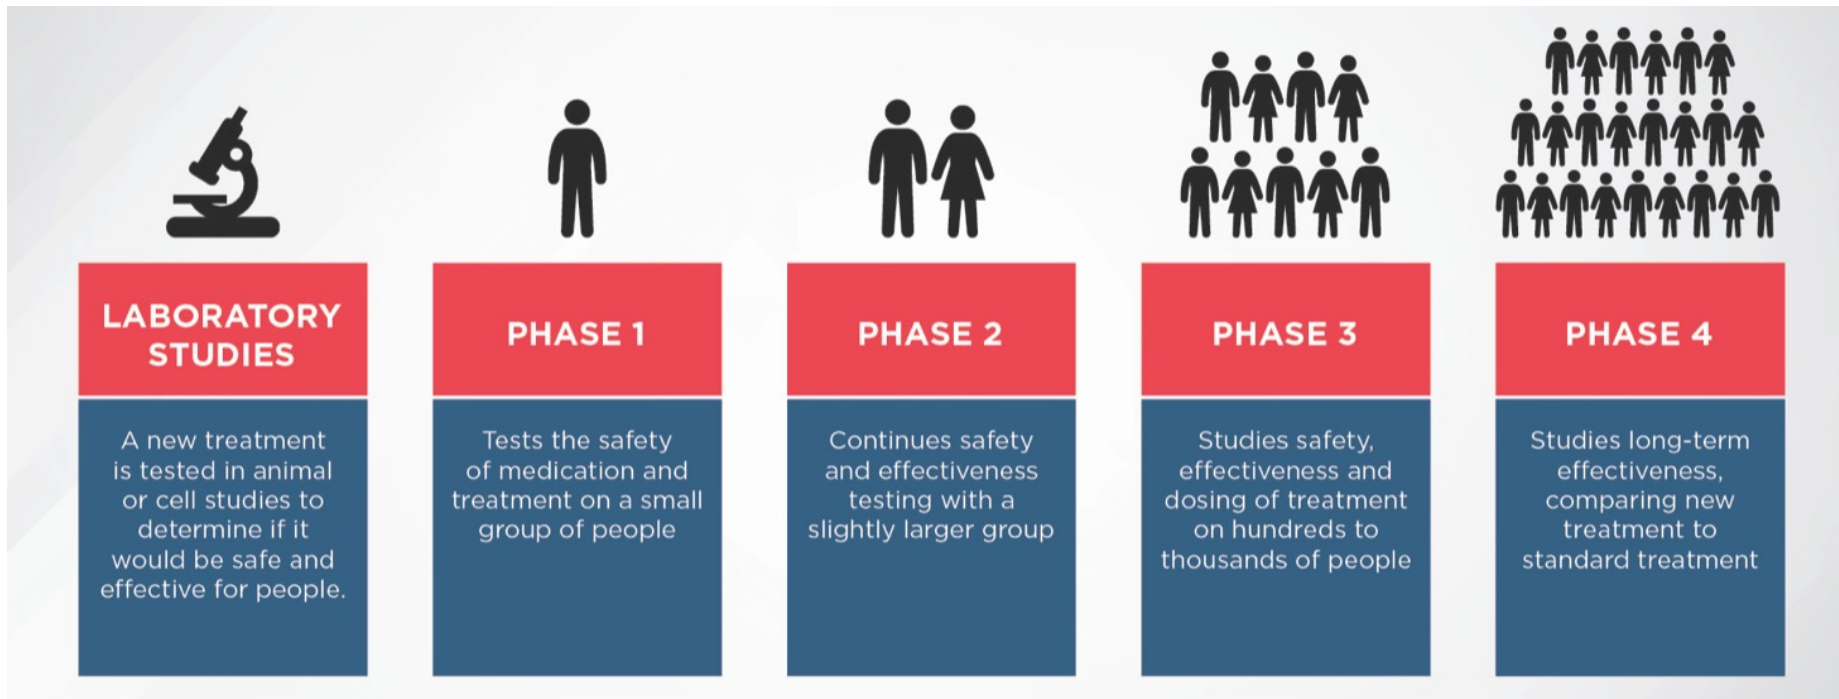 LABORATORY
STUDIES
A new treatment
is tested in animal
or cell studies to
determine if it
would be safe and
effective for people.
PHASE 1
Tests the safety
of medication and
treatment on a small
group of people
PHASE 2
Continues safety
and effectiveness
testing with a
slightly larger group
PHASE 3
Studies safety,
effectiveness and
dosing of treatment
on hundreds to
thousands of people
PHASE 4
Studies long-term
effectiveness,
comparing new
treatment to
standard treatment